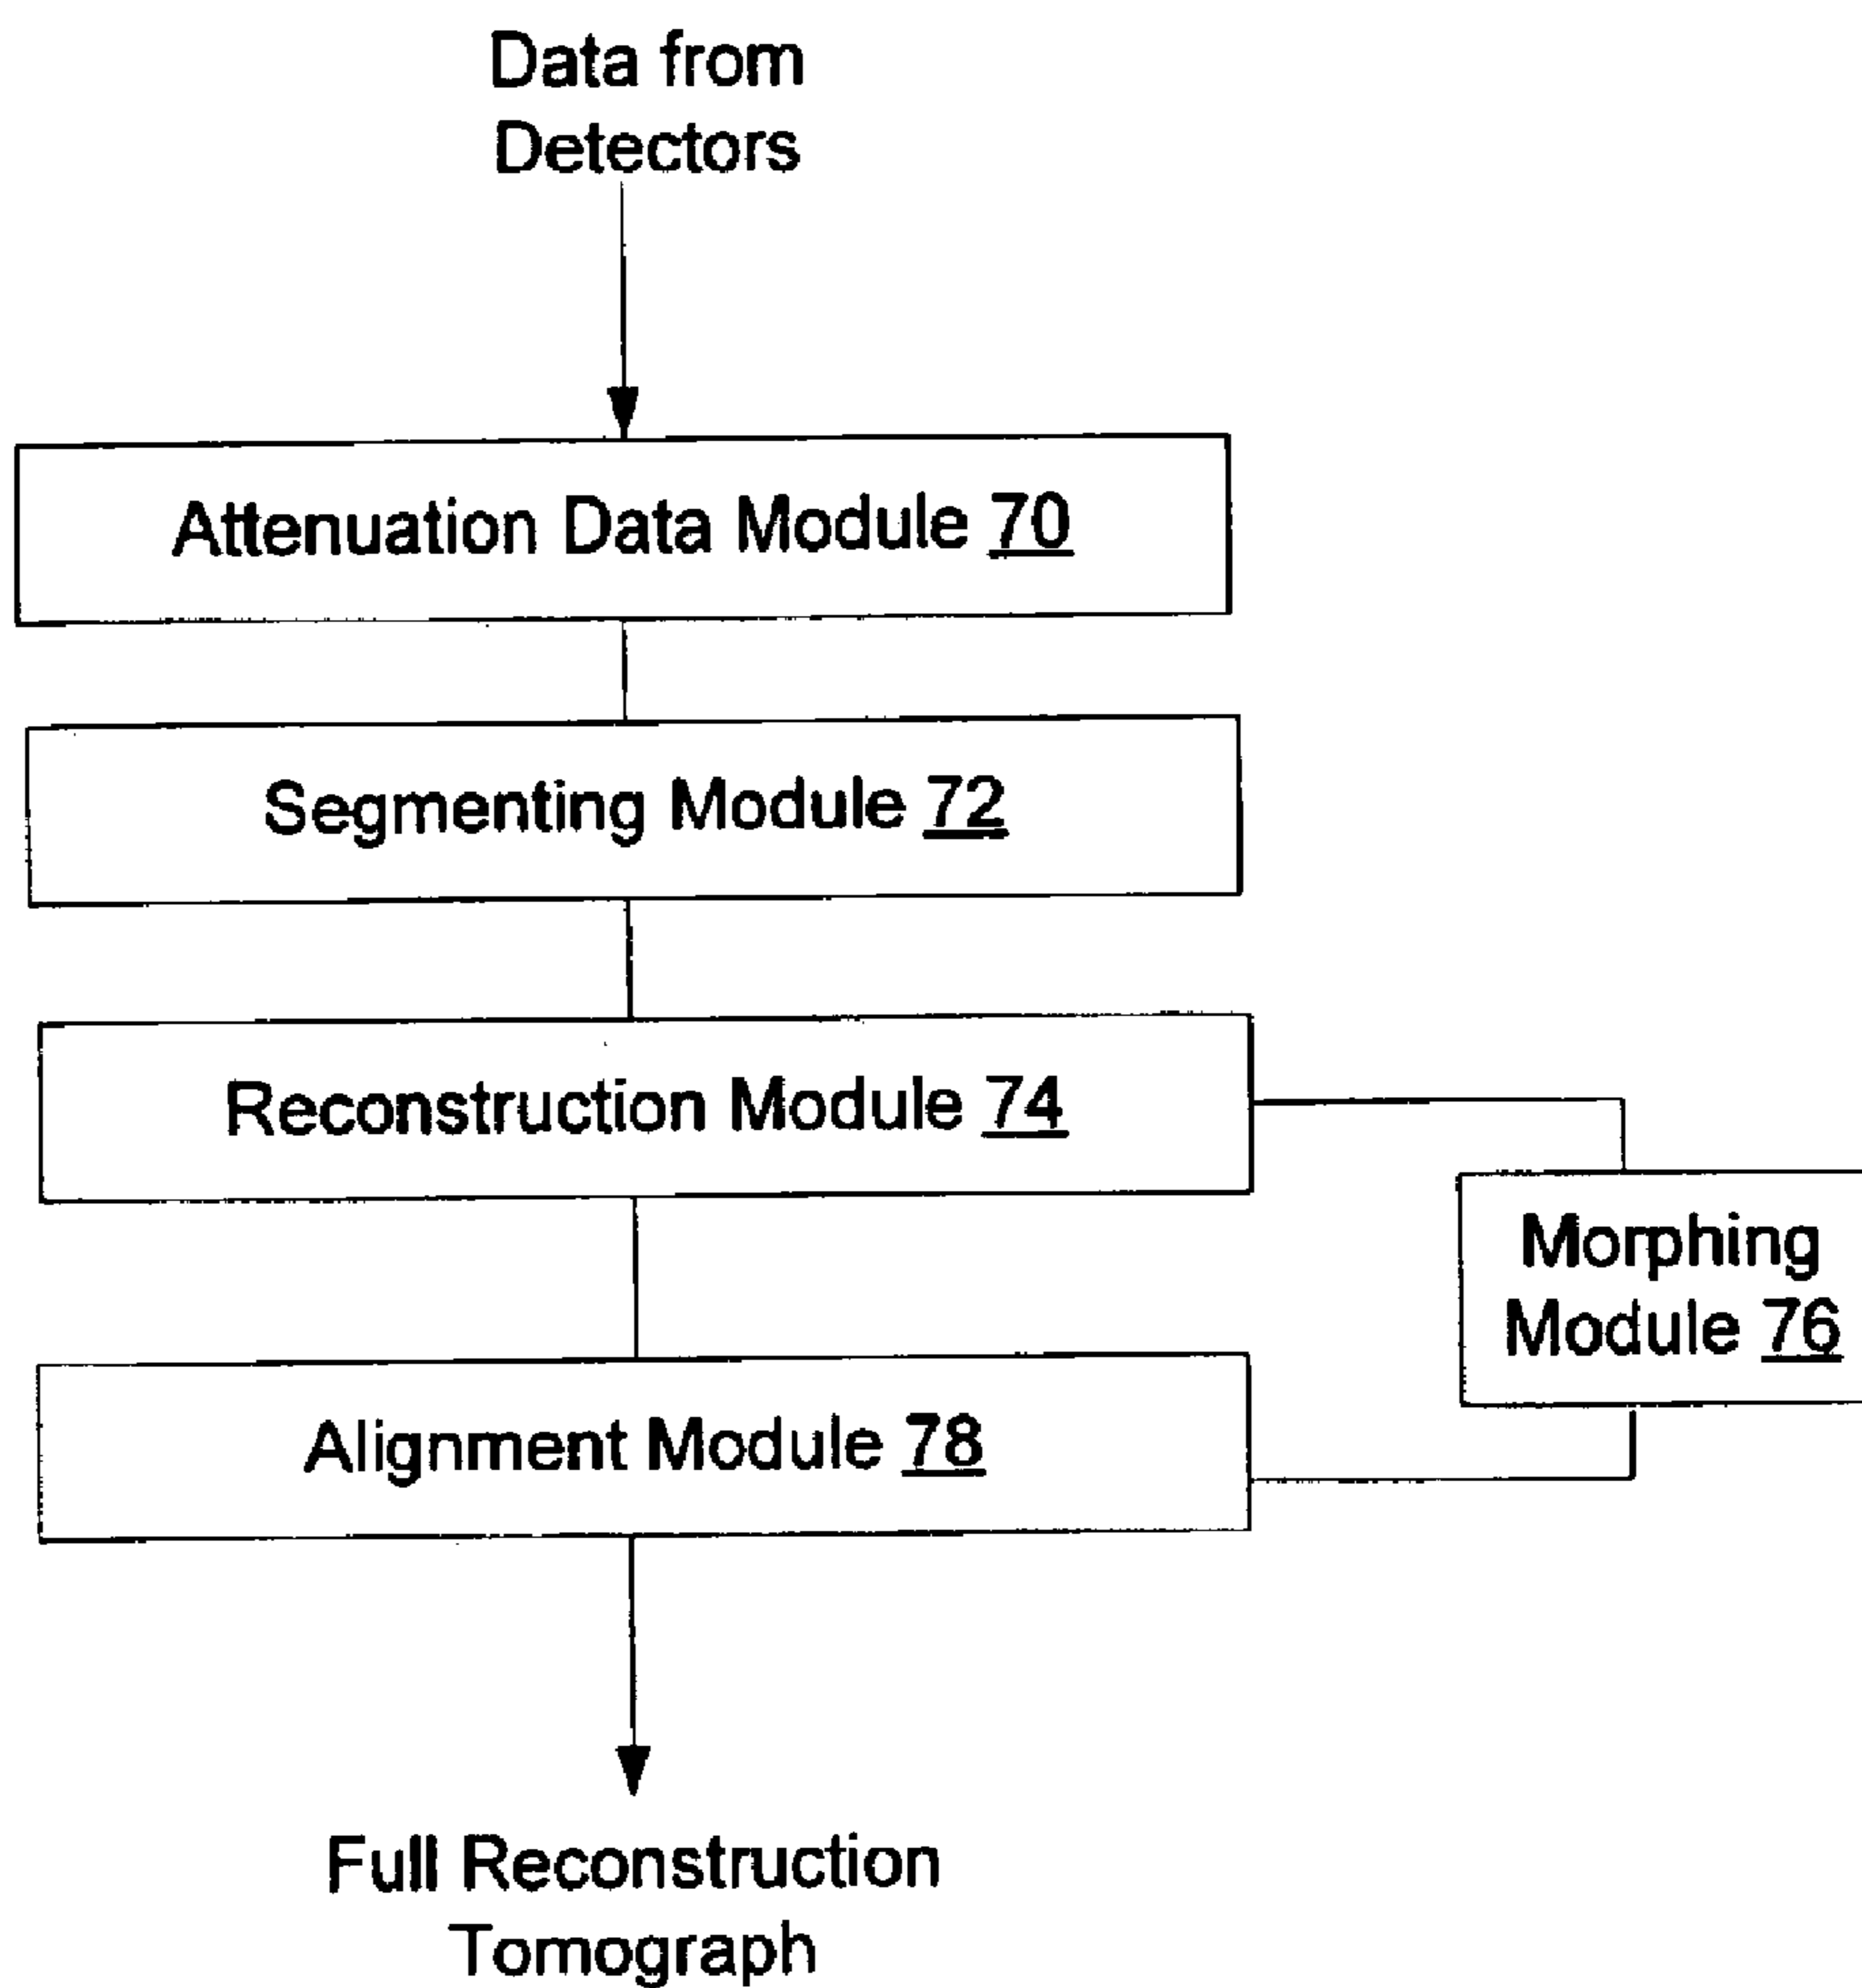 Data from
Detectors
Attenuation Data Module 70
Segmenting Module 72
Reconstruction Module 74
Morphing
Module 76
Alignment Module 78
Full Reconstruction
Tomograph